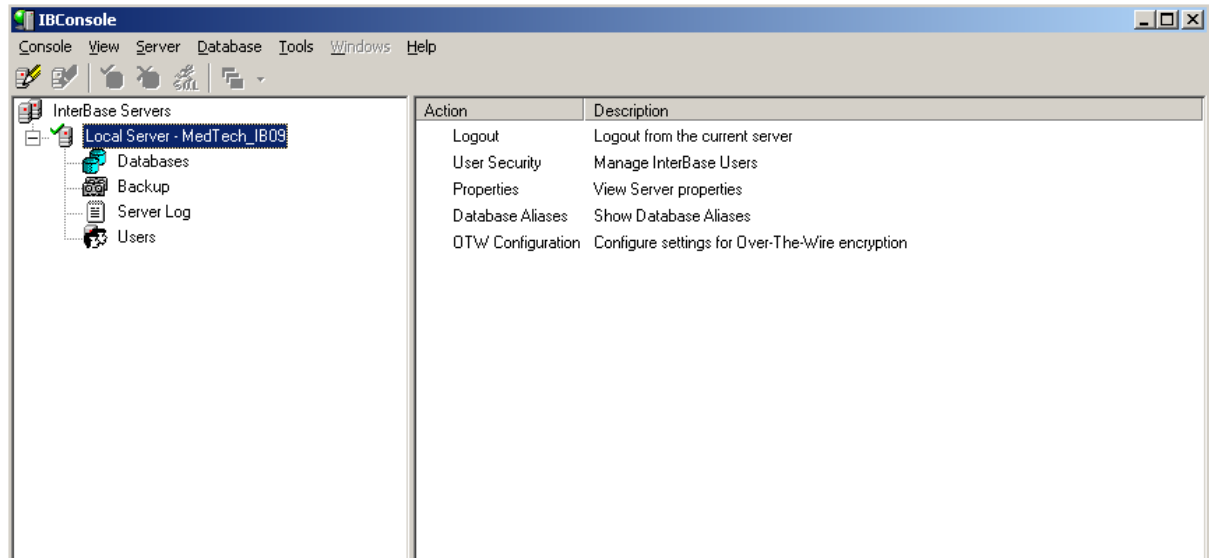 IBConsole
Console View Server Database Tools Windows Help
InterBase Servers
Local Server - MedTech_IB09
Databases
Backup
Server Log
Users
Action Description
Logout Logout from the current server
User Security Manage InterBase Users
Properties View Server properties
Database Aliases Show Database Aliases
OTW Configuration Configure settings for Over-The-Wire encryption